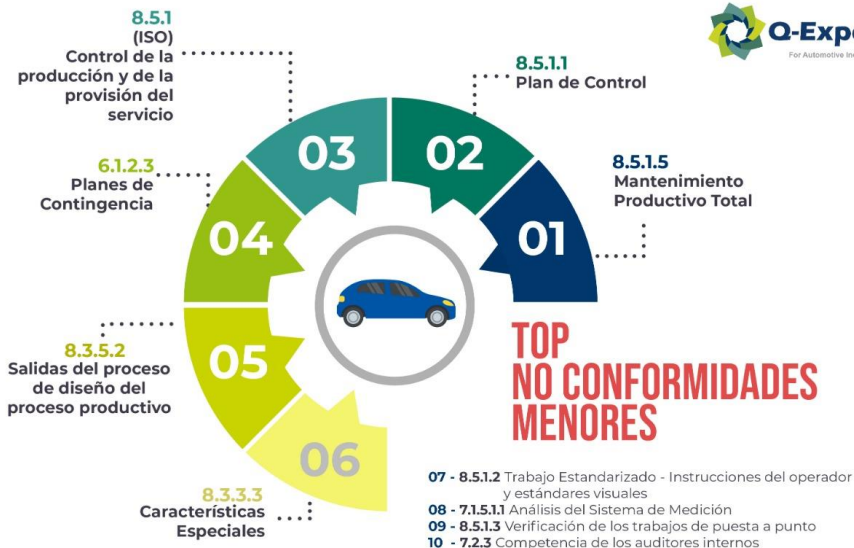 8.5.1
(ISO)
Control de la
producción y de la
provisión del
servicio
6.1.2.3
Planes de
Contingencia
8.3.5.2
Salidas del proceso
de diseño del
proceso productivo
8.3.3.3
Características
Especiales
03
02
04
01
05
06
8.5.1.1
Plan de Control
8.5.1.5
Mantenimiento
Productivo Total
TOP
NO CONFORMIDADES
MENORES
07 - 8.5.1.2 Trabajo Estandarizado - Instrucciones del operador
y estándares visuales
08 - 7.1.5.1.1 Análisis del Sistema de Medición
09 - 8.5.1.3 Verificación de los trabajos de puesta a punto
10 - 7.2.3 Competencia de los auditores internos
For Automotive